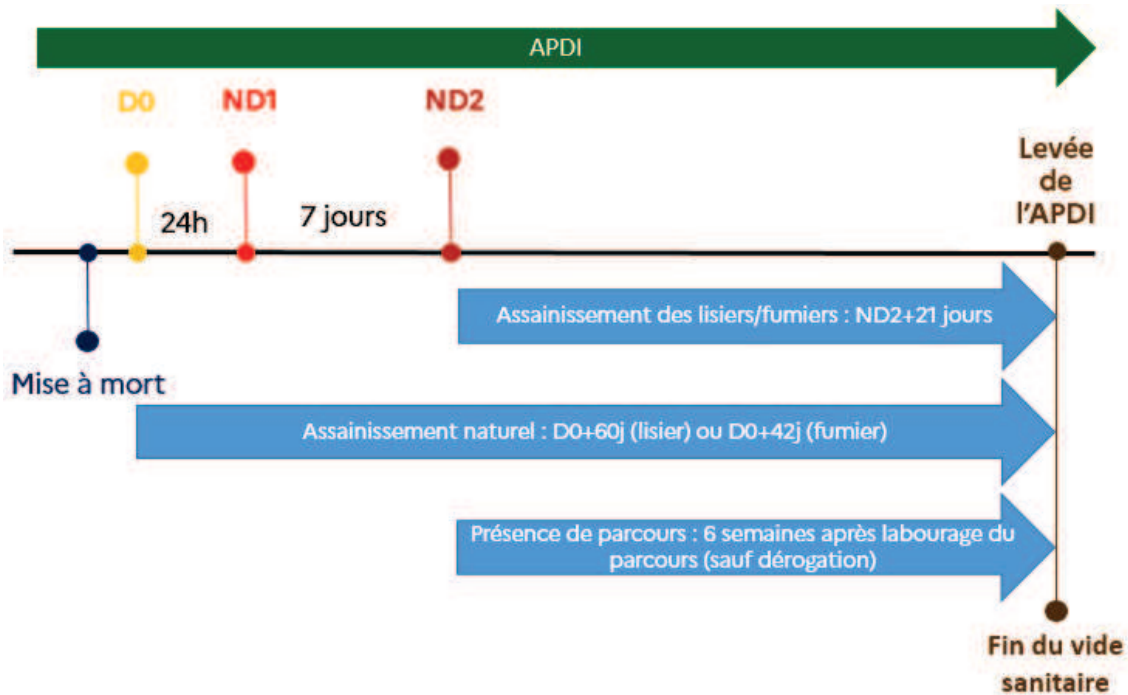 APDI
D0
ND1
ND2
Levée
de
l'APDI
24h
7 jours
Assainissement des lisiers/fumiers : ND2+21 jours
Mise à mort
Assainissement naturel : D0+60j (lisier) ou D0+42j (fumier)
Présence de parcours : 6 semaines après labourage du
parcours (sauf dérogation)
Fin du vide
sanitaire